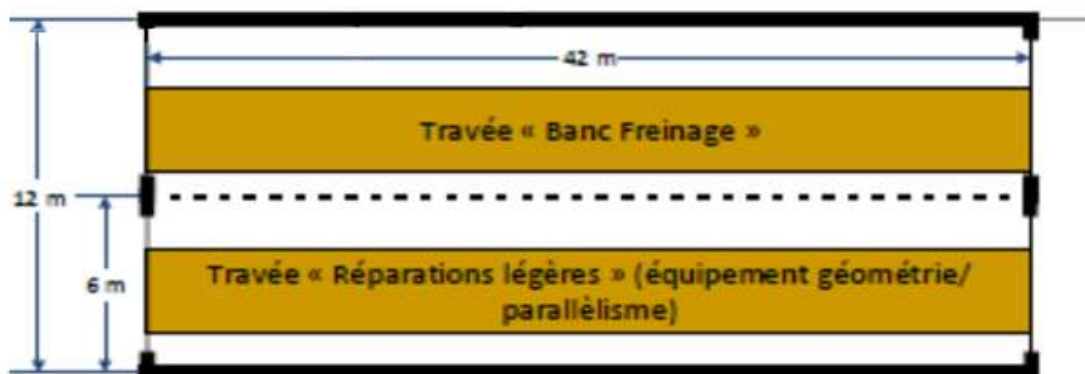 42 m
Travée « Banc Freinage »
12 m
6 m
Travée « Réparations légères » (équipement géométrie/
parallèlisme)